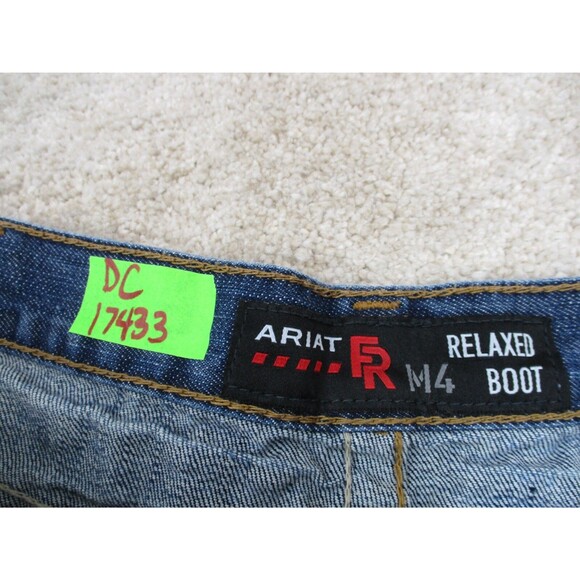 DC
17433
ARIAT FR M4 RELAXED
BOOT